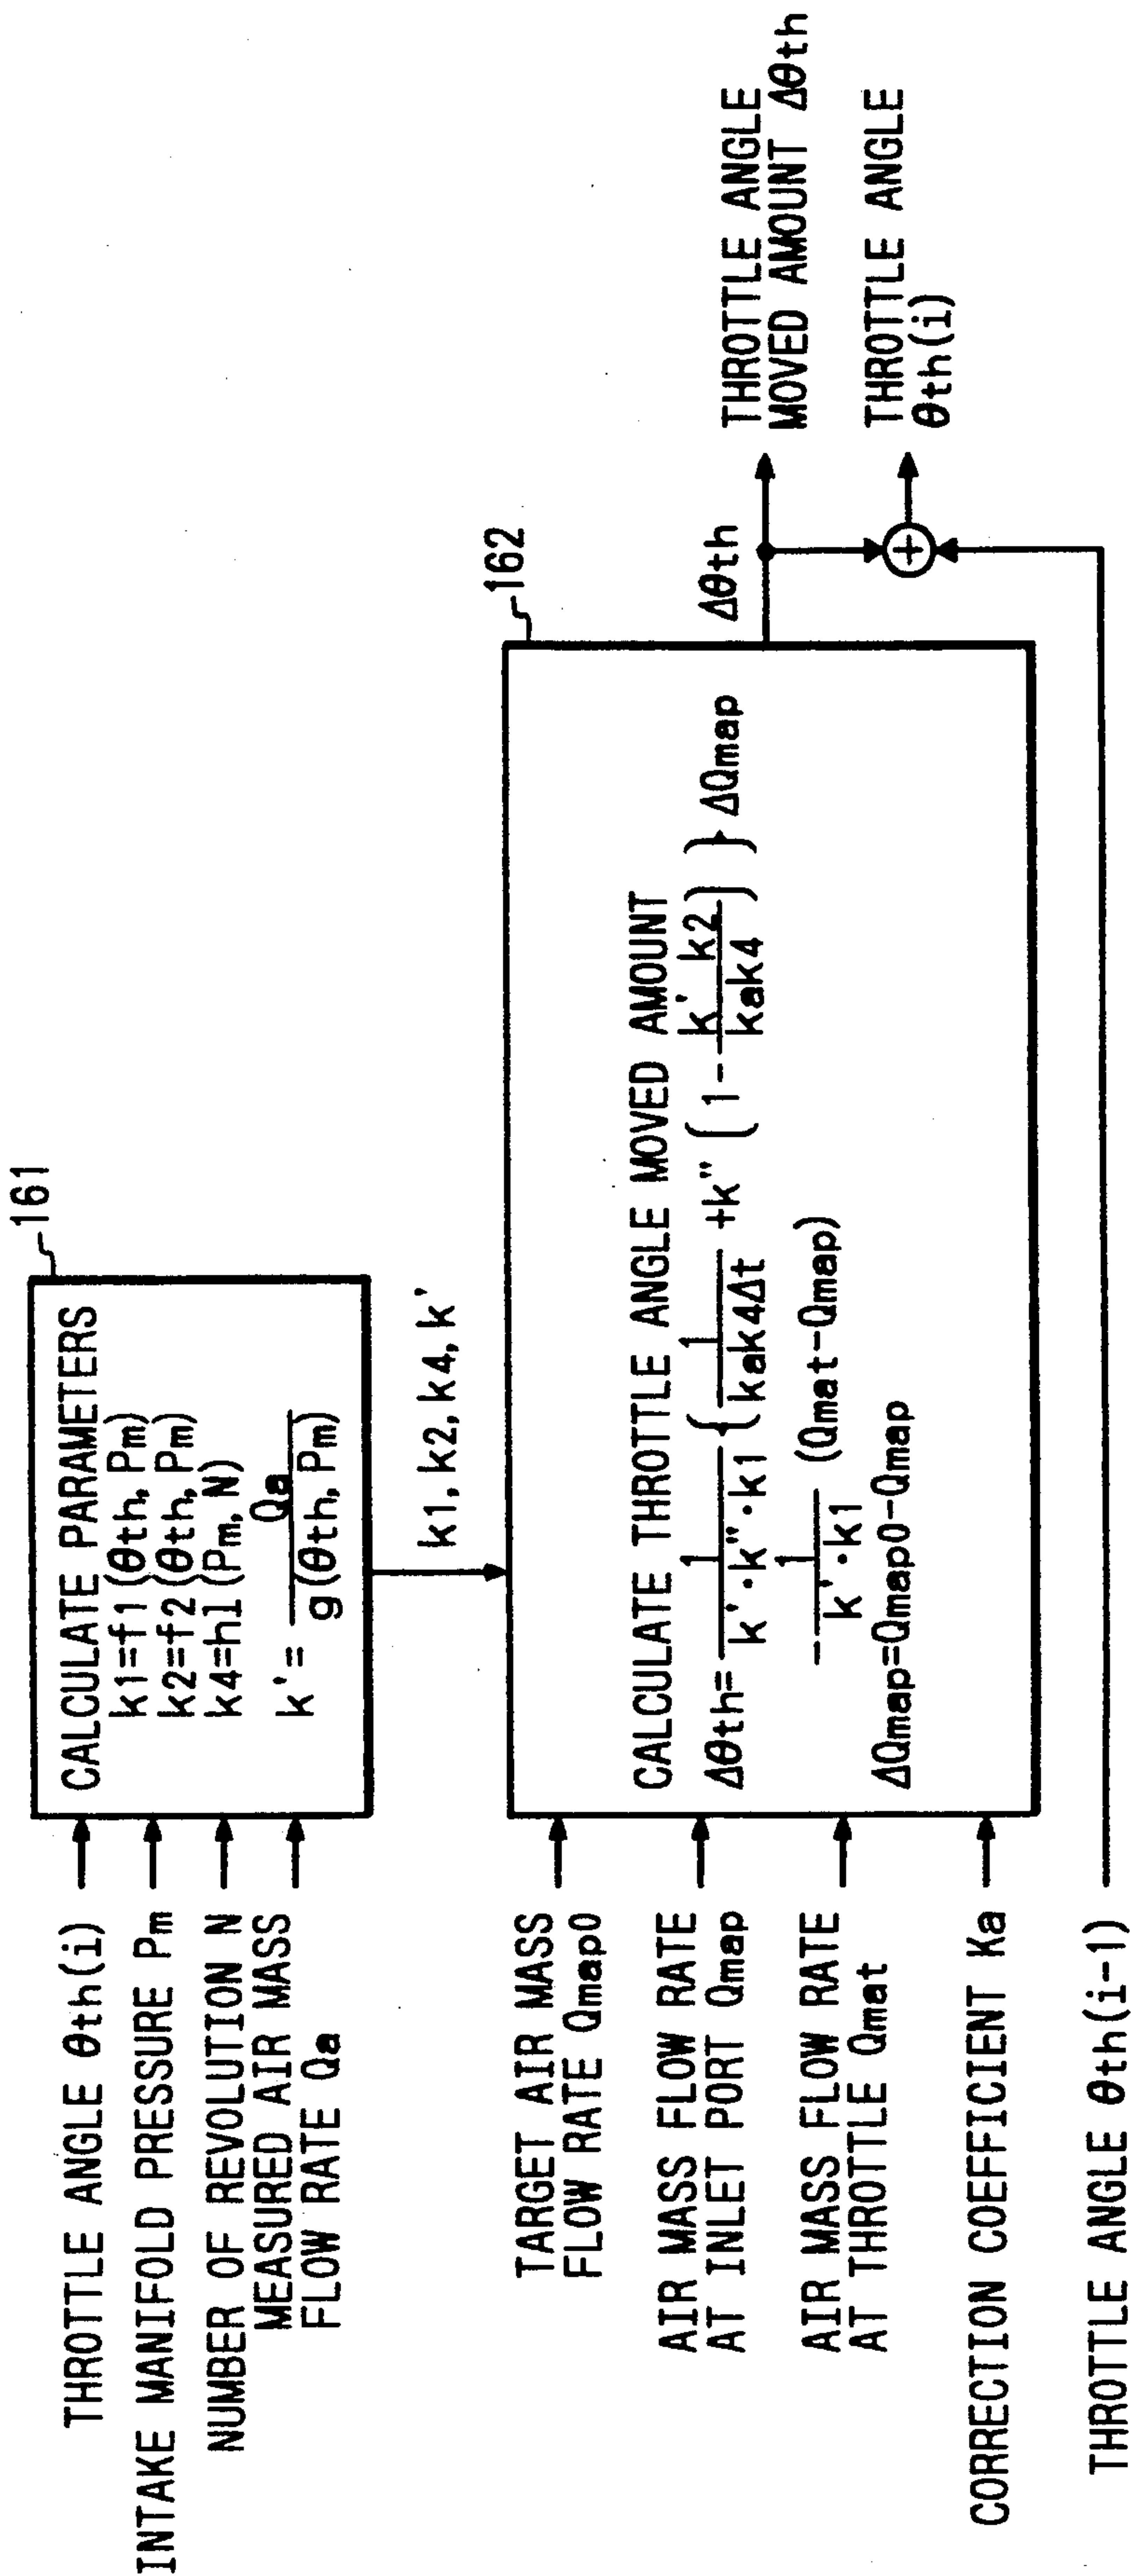 THROTTLE ANGLE θth(i)
INTAKE MANIFOLD PRESSURE Pm
NUMBER OF REVOLUTION N
MEASURED AIR MASS
FLOW RATE Qa
161
CALCULATE PARAMETERS
k1=f1(θth, Pm)
k2=f2(θth, Pm)
k4=h1(Pm, N)
k'= Qa / g(θth, Pm)
k1, k2, k4, k'
TARGET AIR MASS
FLOW RATE Qmap0
AIR MASS FLOW RATE
AT INLET PORT Qmap
AIR MASS FLOW RATE
AT THROTTLE Qmat
CORRECTION COEFFICIENT Ka
THROTTLE ANGLE θth(i-1)
162
CALCULATE THROTTLE ANGLE MOVED AMOUNT
Δθth= 1 / k'·k"·k1 { 1 / kak4Δt +k" (1- k' k2 / kak4 ) } ΔQmap
- 1 / k'·k1 (Qmat-Qmap)
ΔQmap=Qmap0-Qmap
Δθth
+
THROTTLE ANGLE
MOVED AMOUNT Δθth
THROTTLE ANGLE
θth(i)